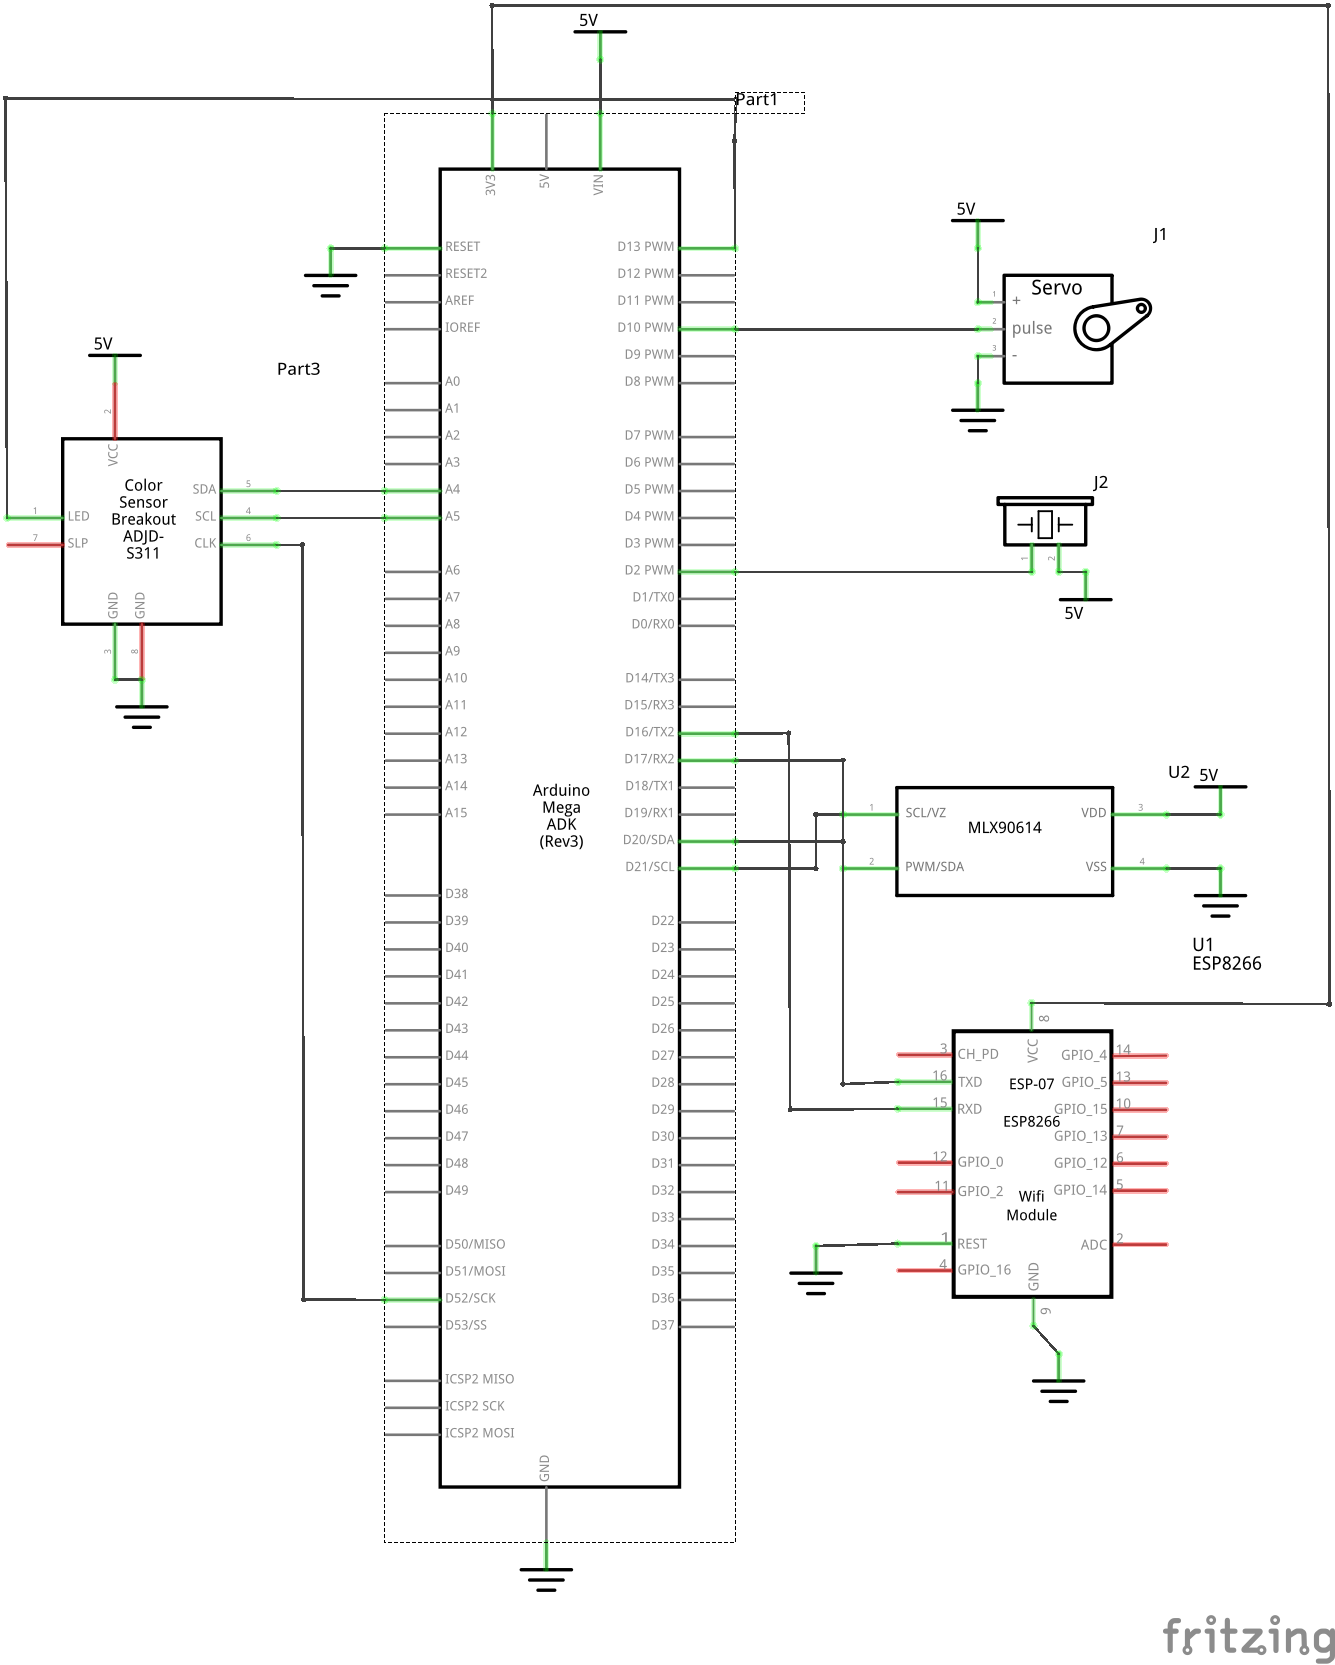 5V
Part1
3V3
5V
VIN
5V
J1
RESET
D13 PWM
RESET2
D12 PWM
Servo
AREF
D11 PWM
1
+
IOREF
D10 PWM
2
pulse
5V
D9 PWM
3
-
Part3
A0
D8 PWM
2
A1
VCC
A2
D7 PWM
A3
D6 PWM
J2
Color
Sensor
Breakout
ADJD-
S311
SDA
5
A4
D5 PWM
1
LED
SCL
4
A5
D4 PWM
7
SLP
CLK
6
D3 PWM
1
2
A6
D2 PWM
A7
D1/TX0
5V
GND
GND
A8
D0/RX0
3
8
A9
A10
D14/TX3
A11
D15/RX3
A12
D16/TX2
A13
D17/RX2
U2
5V
A14
D18/TX1
Arduino
Mega
ADK
(Rev3)
A15
D19/RX1
1
SCL/VZ
MLX90614
VDD
3
D20/SDA
D21/SCL
2
PWM/SDA
VSS
4
D38
D39
D22
D40
D23
U1
ESP8266
D41
D24
D42
D25
D43
D26
8
VCC
D44
D27
3
CH_PD
GPIO_4
14
D45
D28
16
TXD
ESP-07
GPIO_5
13
D46
D29
15
RXD
ESP8266
GPIO_15
10
D47
D30
GPIO_13
7
D48
D31
12
GPIO_0
GPIO_12
6
D49
D32
11
GPIO_2
Wifi
Module
GPIO_14
5
D33
D50/MISO
D34
1
REST
ADC
2
D51/MOSI
D35
4
GPIO_16
GND
D52/SCK
D36
9
D53/SS
D37
ICSP2 MISO
ICSP2 SCK
ICSP2 MOSI
GND
fritzing